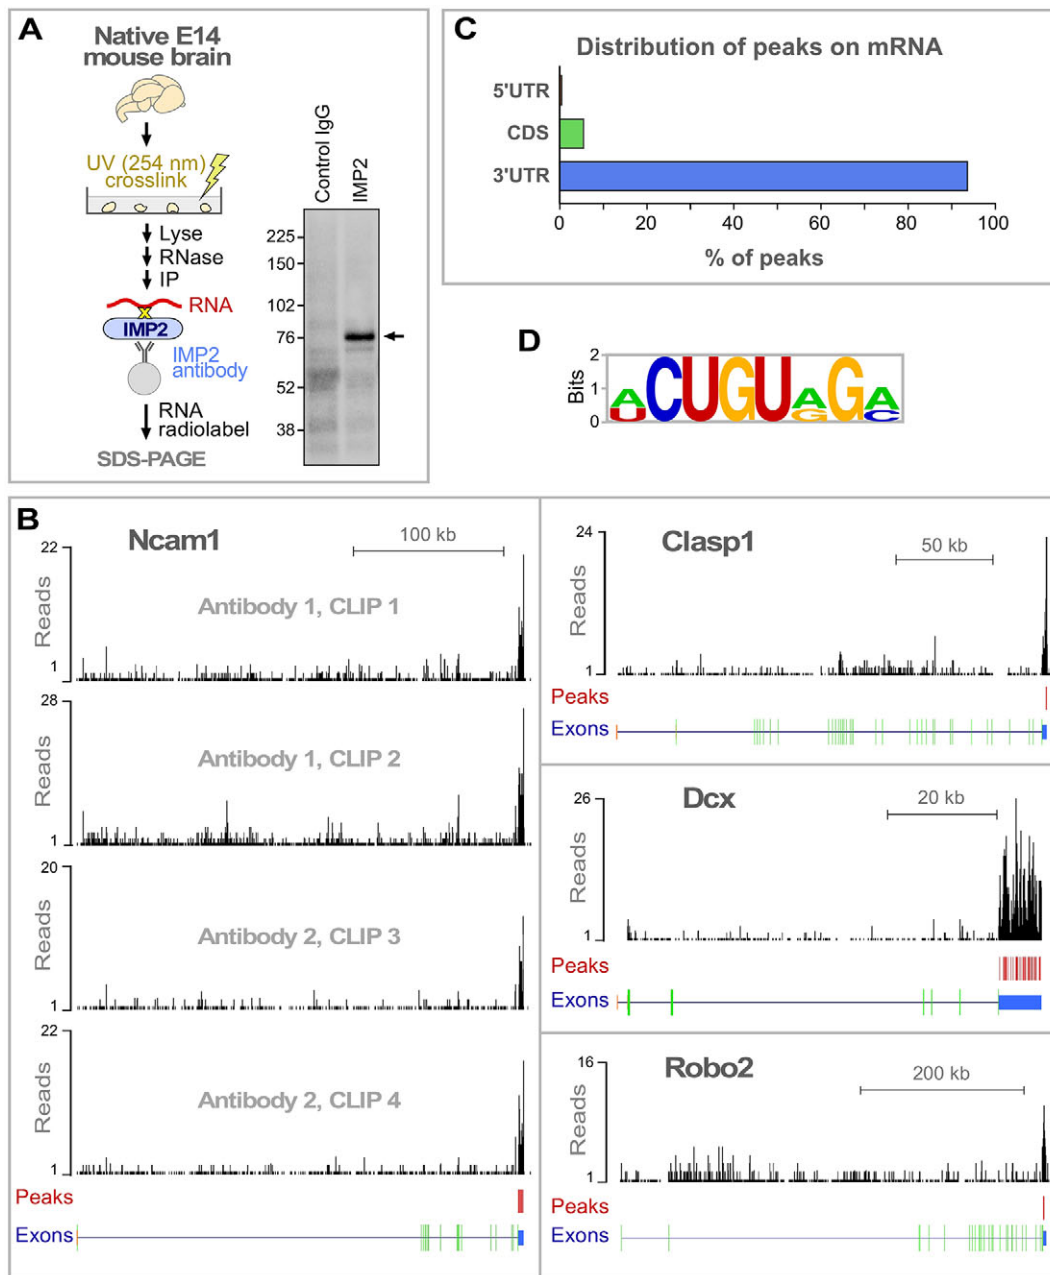 A
Native E14
mouse brain
UV (254 nm)
crosslink
Lyse
RNase
IP
RNA
IMP2
IMP2
antibody
RNA
radiolabel
SDS-PAGE
Control IgG
IMP2
225
150
102
76
52
38
C
Distribution of peaks on mRNA
5'UTR
CDS
3'UTR
0 20 40 60 80 100
% of peaks
D
Bits
2
1
0
A
U
CUGU
A
G
G
A
C
B
Ncam1
100 kb
22
Reads
1
Antibody 1, CLIP 1
28
Reads
1
Antibody 1, CLIP 2
20
Reads
1
Antibody 2, CLIP 3
22
Reads
1
Antibody 2, CLIP 4
Peaks
Exons
Clasp1
50 kb
24
Reads
1
Peaks
Exons
Dcx
20 kb
26
Reads
1
Peaks
Exons
Robo2
200 kb
16
Reads
1
Peaks
Exons